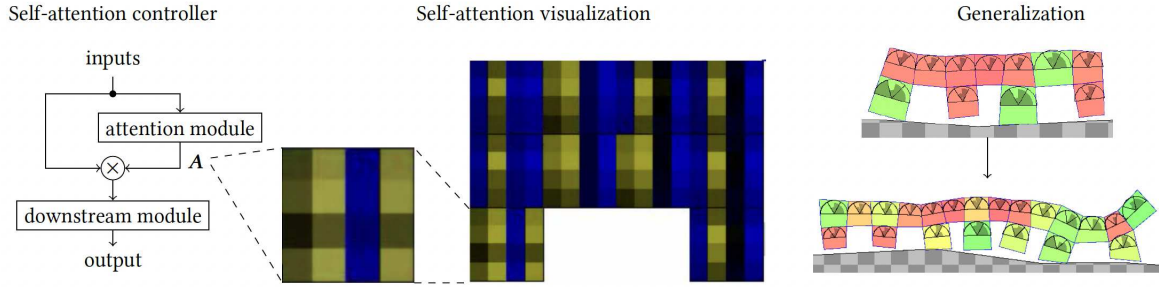 Self-attention controller
Self-attention visualization
Generalization
inputs
attention module
×
A
downstream module
output